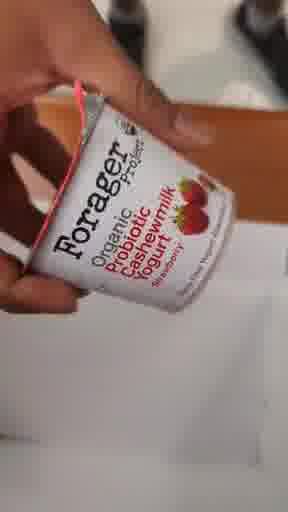 Forager
Project
Organic
Probiotic
Cashewmilk
Yogurt
Strawberry